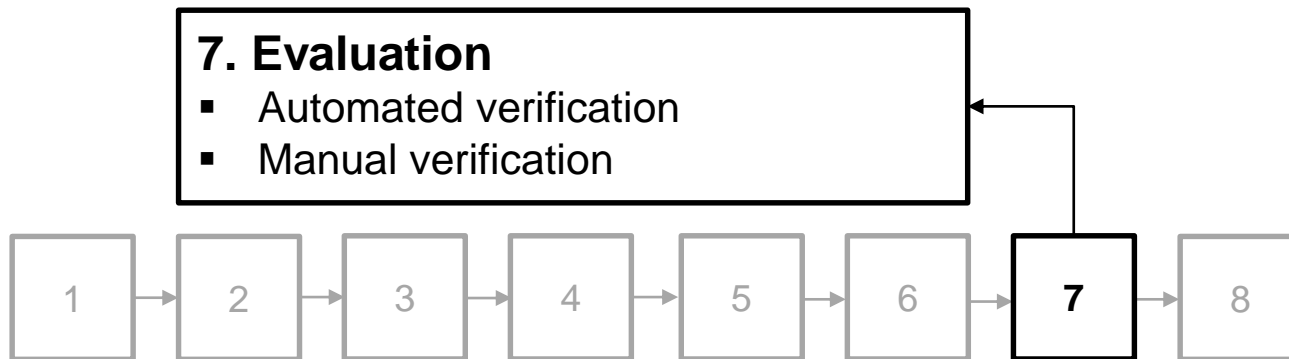 7. Evaluation
▪ Automated verification
▪ Manual verification
1 2 3 4 5 6 7 8